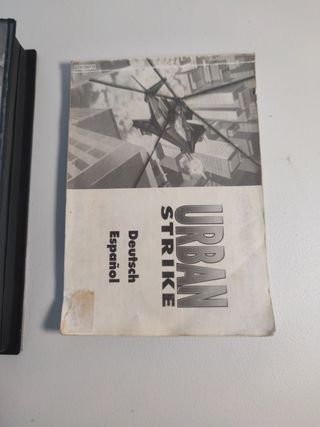 URBAN
STRIKE
Deutsch
Español